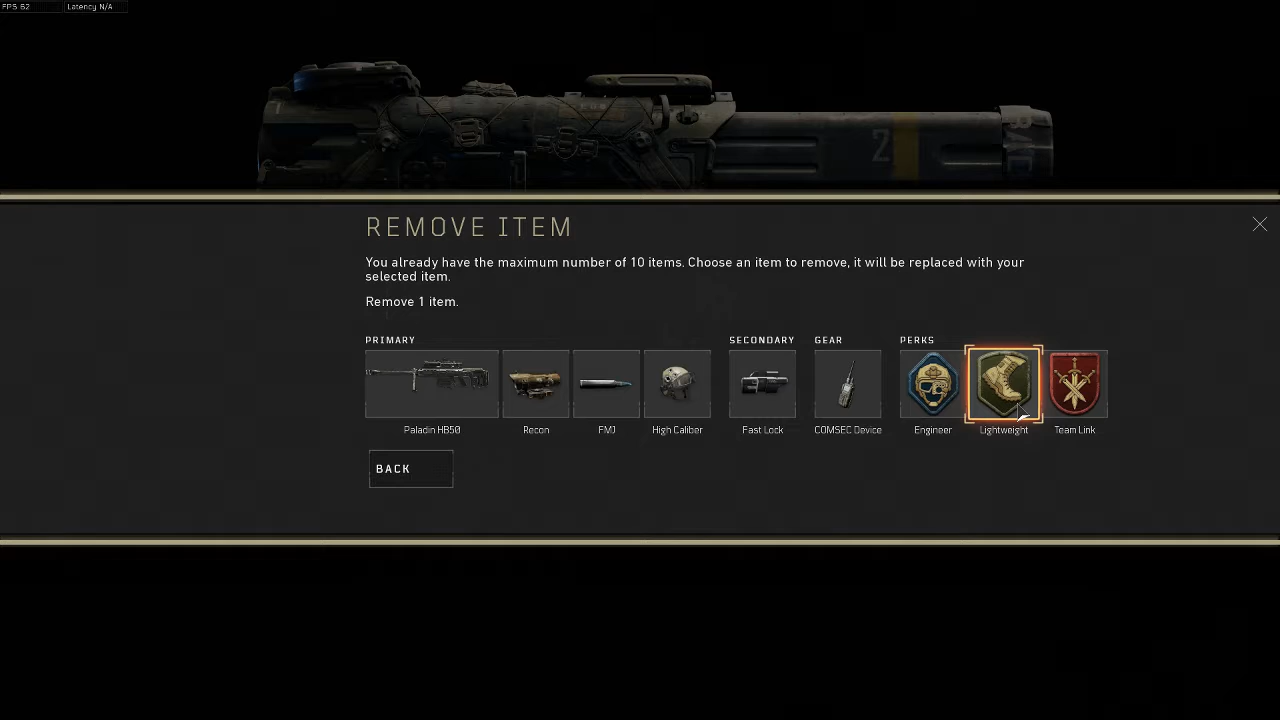 FPS 62 Latency N/A
2
REMOVE ITEM
You already have the maximum number of 10 items. Choose an item to remove, it will be replaced with your
selected item.
Remove 1 item.
PRIMARY SECONDARY GEAR PERKS
Paladin HB50 Recon FMJ High Caliber Fast Lock COMSEC Device Engineer Lightweight Team Link
BACK